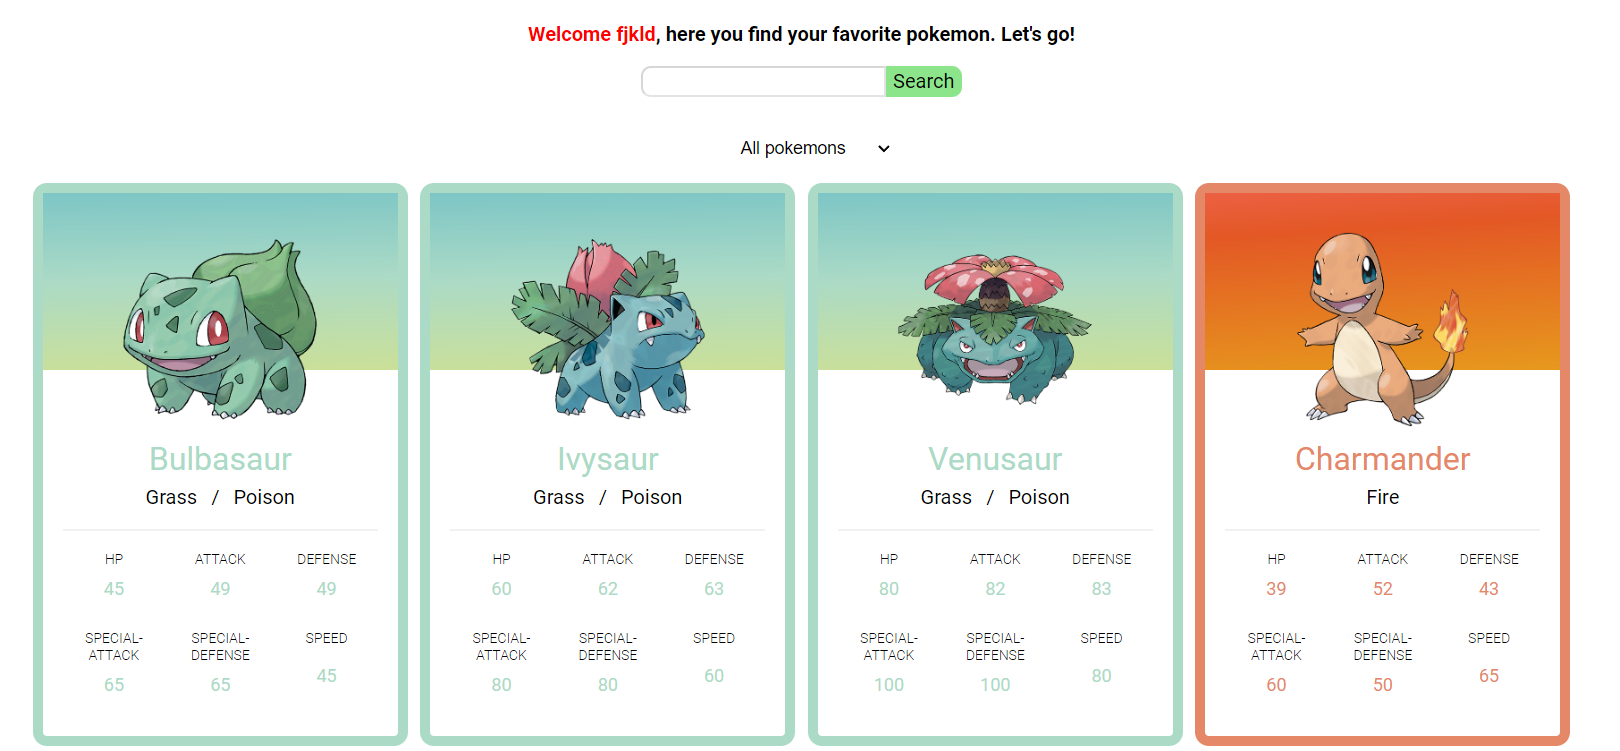 Welcome fjkld, here you find your favorite pokemon. Let's go!
Search
All pokemons
Bulbasaur
Grass / Poison
HP ATTACK DEFENSE
45 49 49
SPECIAL-ATTACK SPECIAL-DEFENSE SPEED
65 65 45
Ivysaur
Grass / Poison
HP ATTACK DEFENSE
60 62 63
SPECIAL-ATTACK SPECIAL-DEFENSE SPEED
80 80 60
Venusaur
Grass / Poison
HP ATTACK DEFENSE
80 82 83
SPECIAL-ATTACK SPECIAL-DEFENSE SPEED
100 100 80
Charmander
Fire
HP ATTACK DEFENSE
39 52 43
SPECIAL-ATTACK SPECIAL-DEFENSE SPEED
60 50 65